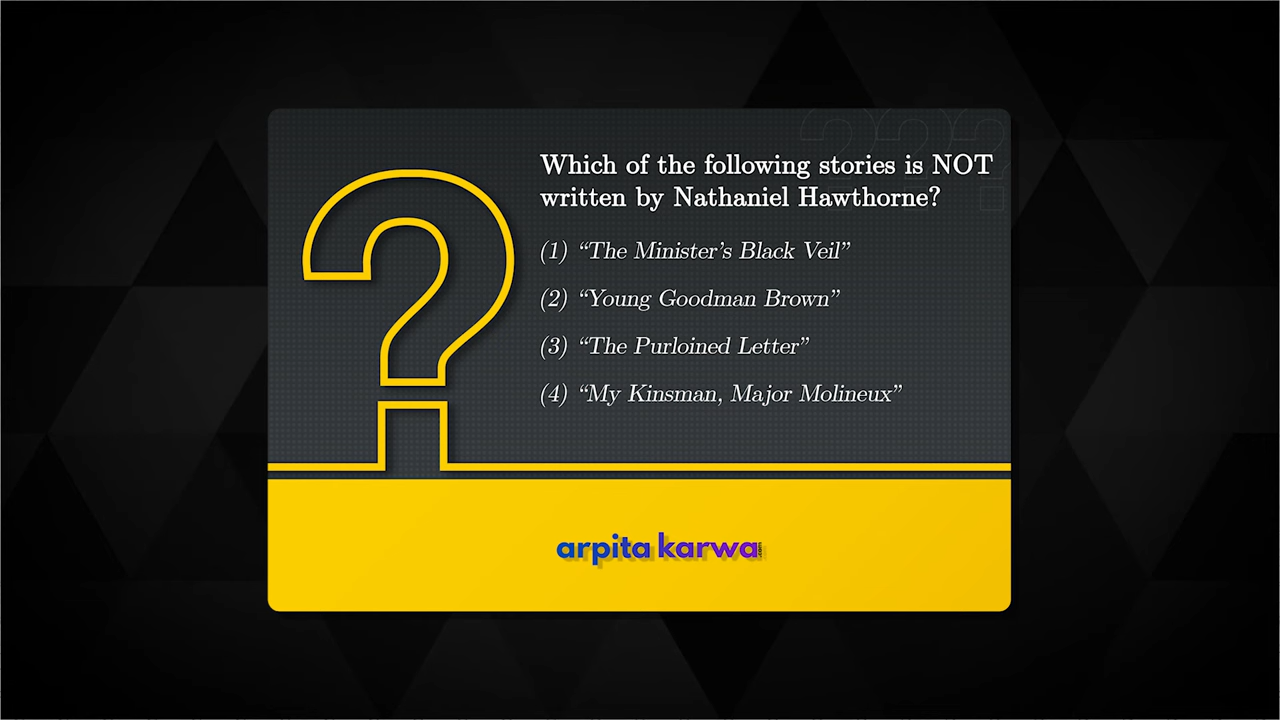 Which of the following stories is NOT
written by Nathaniel Hawthorne?
(1) “The Minister’s Black Veil”
(2) “Young Goodman Brown”
(3) “The Purloined Letter”
(4) “My Kinsman, Major Molineux”
arpita karwa.com